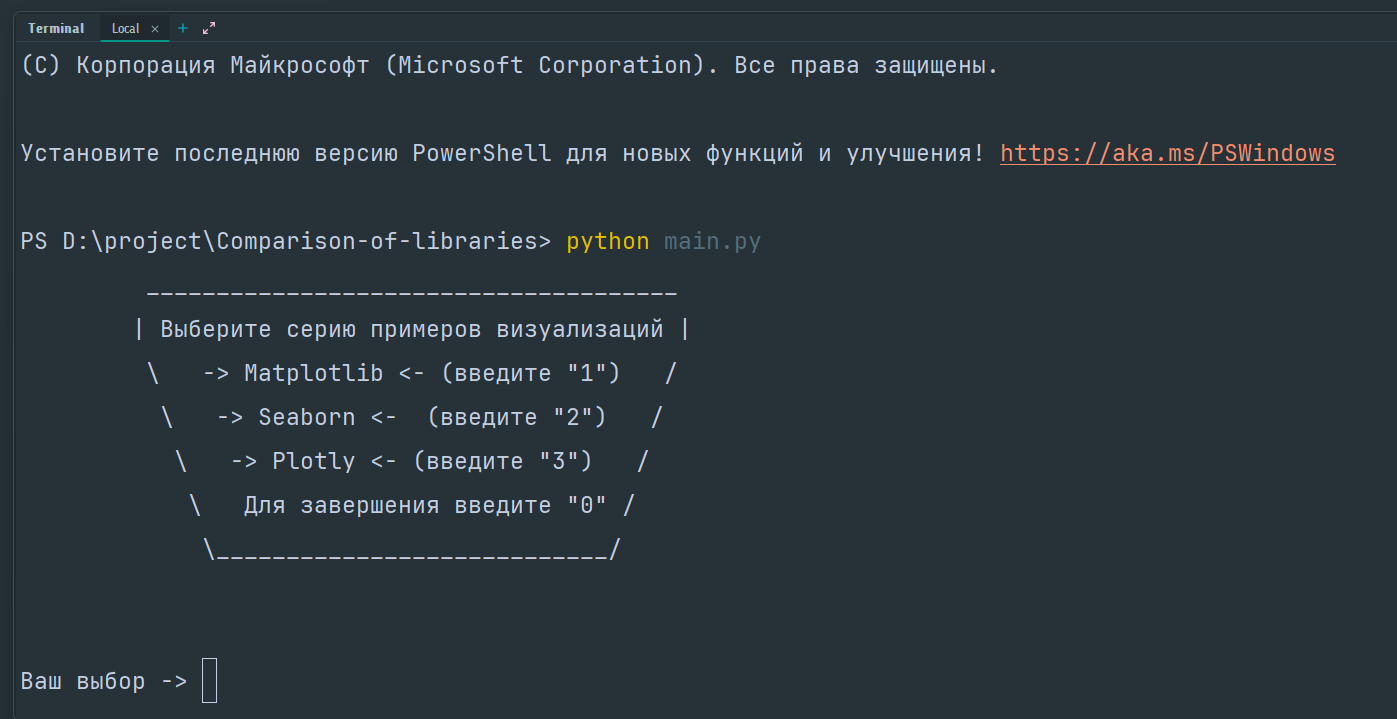 Terminal Local × +
(C) Корпорация Майкрософт (Microsoft Corporation). Все права защищены.
Установите последнюю версию PowerShell для новых функций и улучшения! https://aka.ms/PSWindows
PS D:\project\Comparison-of-libraries> python main.py
______________________________________
| Выберите серию примеров визуализаций |
\   -> Matplotlib <- (введите "1")   /
\   -> Seaborn <-  (введите "2")   /
\   -> Plotly <- (введите "3")   /
\   Для завершения введите "0" /
\____________________________/
Ваш выбор ->